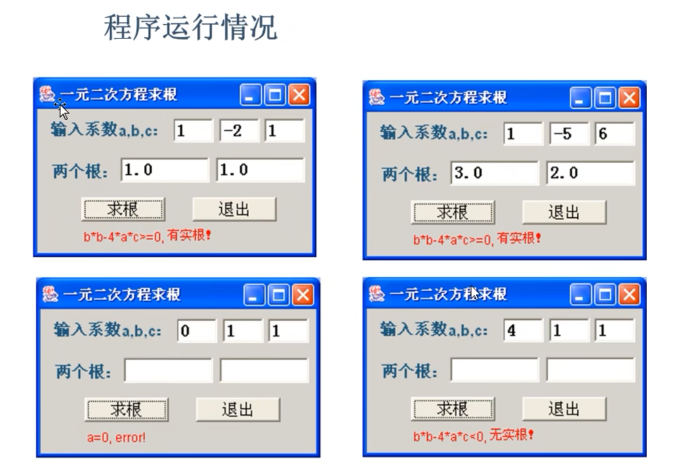 程序运行情况
一元二次方程求根
输入系数a,b,c: 1 -2 1
两个根: 1.0 1.0
求根 退出
b*b-4*a*c>=0, 有实根!
一元二次方程求根
输入系数a,b,c: 1 -5 6
两个根: 3.0 2.0
求根 退出
b*b-4*a*c>=0, 有实根!
一元二次方程求根
输入系数a,b,c: 0 1 1
两个根:
求根 退出
a=0, error!
一元二次方程求根
输入系数a,b,c: 4 1 1
两个根:
求根 退出
b*b-4*a*c<0, 无实根!